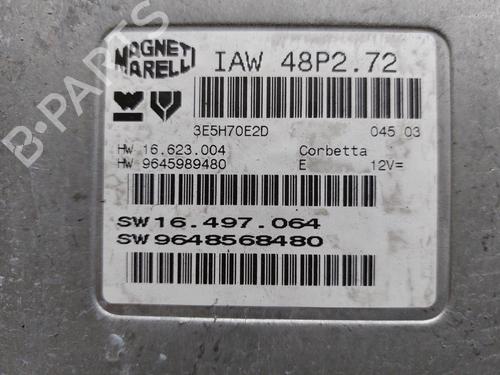 MAGNETI MARELLI IAW 48P2.72
3E5H70E2D 045 03
HW 16.623.004 Corbetta
HW 9645989480 E 12V=
SW 16.497.064
SW 9648568480
B-PARTS